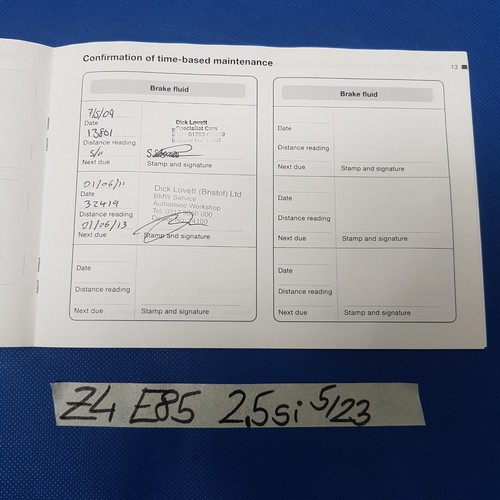 Confirmation of time-based maintenance
13
Brake fluid
7/5/09
Date
13801
Distance reading
5/11
Next due
Dick Lovett
Specialist Cars
Stamp and signature
01/06/11
Date
32419
Distance reading
01/06/13
Next due
Dick Lovett (Bristol) Ltd
BMW Service
Authorised Workshop
Stamp and signature
Date
Distance reading
Next due
Stamp and signature
Brake fluid
Date
Distance reading
Next due
Stamp and signature
Date
Distance reading
Next due
Stamp and signature
Date
Distance reading
Next due
Stamp and signature
Z4 E85 2,5si 5/23